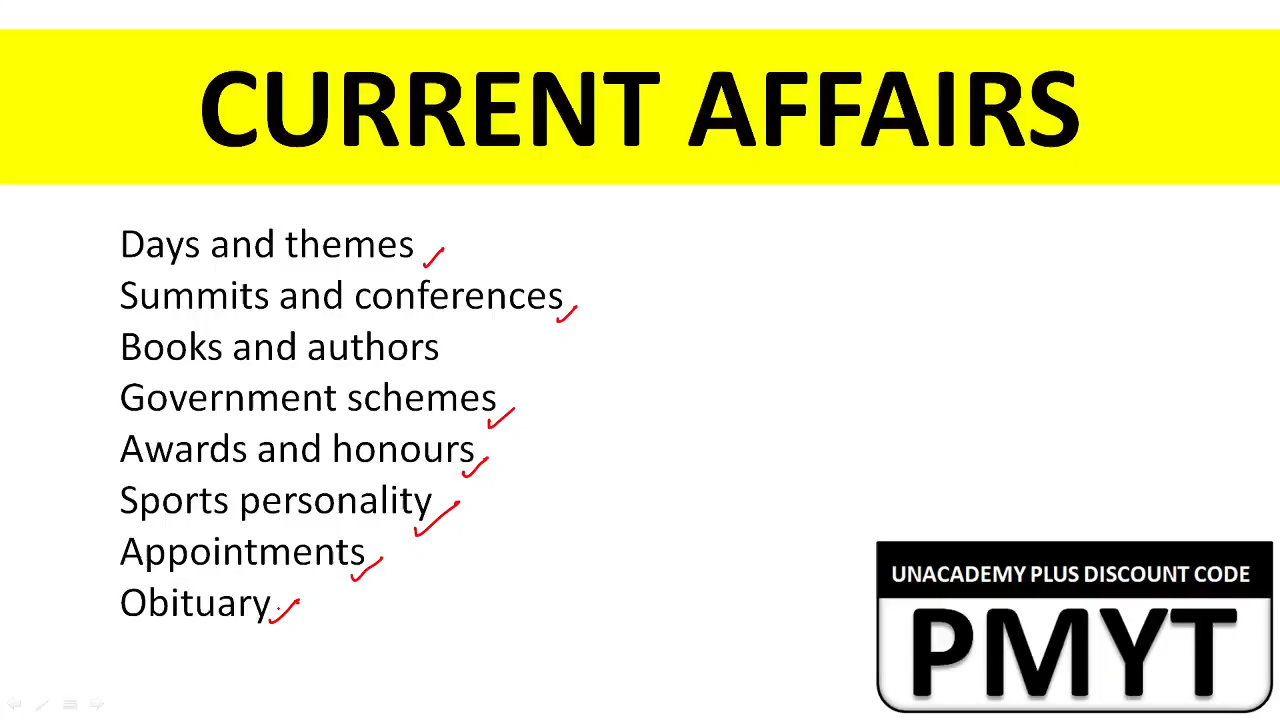 CURRENT AFFAIRS
Days and themes
Summits and conferences
Books and authors
Government schemes
Awards and honours
Sports personality
Appointments
Obituary
UNACADEMY PLUS DISCOUNT CODE
PMYT